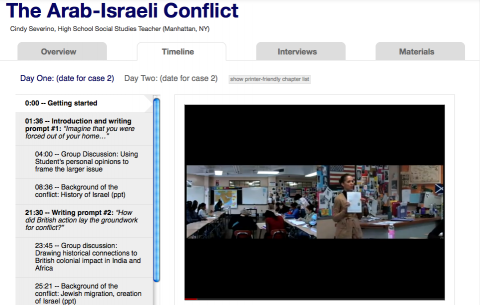 The Arab-Israeli Conflict
Cindy Severino, High School Social Studies Teacher (Manhattan, NY)
Overview
Timeline
Interviews
Materials
Day One: (date for case 2)
Day Two: (date for case 2)
show printer-friendly chapter list
0:00 -- Getting started
01:36 -- Introduction and writing
prompt #1: "Imagine that you were
forced out of your home…"
04:00 -- Group Discussion: Using
Student's personal opinions to
frame the larger issue
08:36 -- Background of the
conflict: History of Israel (ppt)
21:30 -- Writing prompt #2: "How
did British action lay the groundwork
for conflict?"
23:45 -- Group discussion:
Drawing historical connections to
British colonial impact in India and
Africa
25:21 -- Background of the
conflict: Jewish migration, creation
of Israel (ppt)